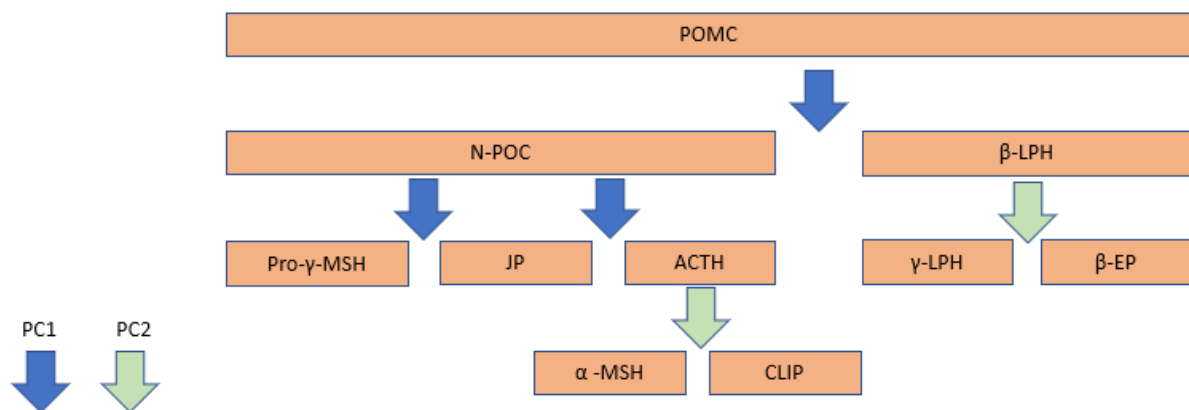 POMC
N-POC
β-LPH
Pro-γ-MSH
JP
ACTH
γ-LPH
β-EP
PC1
PC2
α -MSH
CLIP